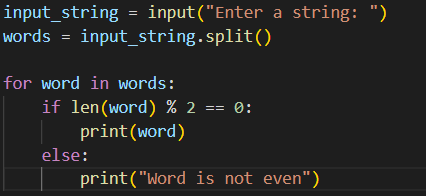 input_string = input("Enter a string: ")
words = input_string.split()

for word in words:
    if len(word) % 2 == 0:
        print(word)
    else:
        print("Word is not even")